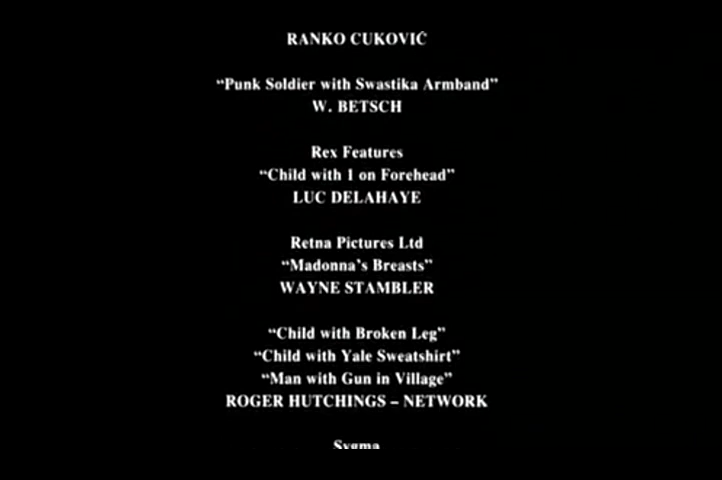 RANKO CUKOVIĆ
“Punk Soldier with Swastika Armband”
W. BETSCH
Rex Features
“Child with 1 on Forehead”
LUC DELAHAYE
Retna Pictures Ltd
“Madonna’s Breasts”
WAYNE STAMBLER
“Child with Broken Leg”
“Child with Yale Sweatshirt”
“Man with Gun in Village”
ROGER HUTCHINGS – NETWORK
Sygma